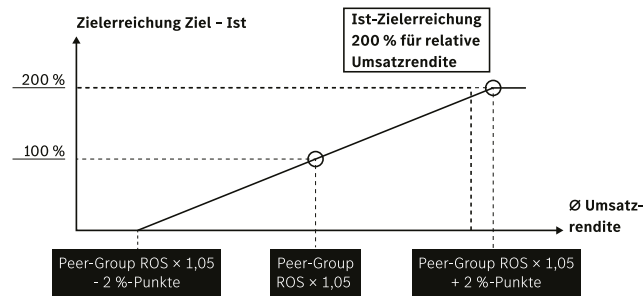 Zielerreichung Ziel – Ist
Ist-Zielerreichung
200 % für relative
Umsatzrendite
200 %
100 %
Ø Umsatz-
rendite
Peer-Group ROS × 1,05
- 2 %-Punkte
Peer-Group
ROS × 1,05
Peer-Group ROS × 1,05
+ 2 %-Punkte